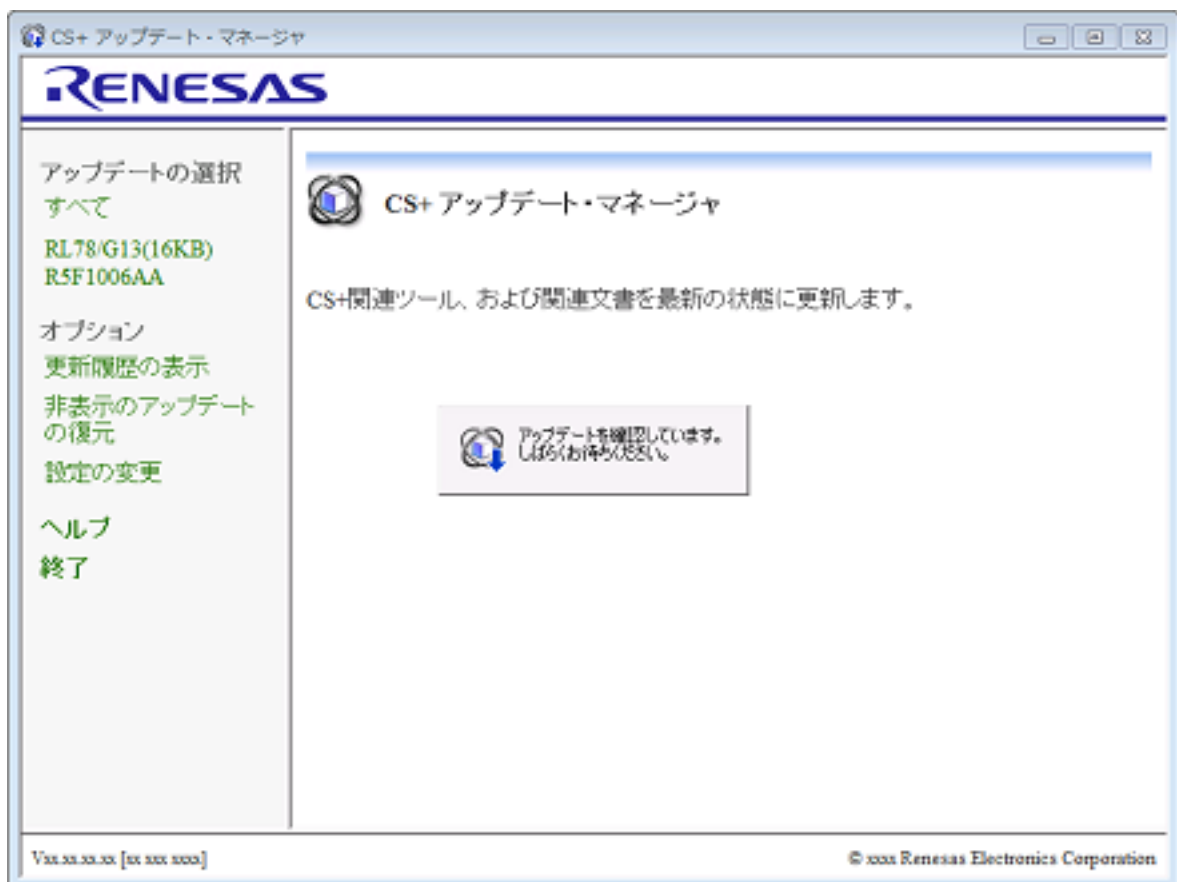 CS+ アップデート・マネージャ
RENESAS
アップデートの選択
すべて
RL78/G13(16KB)
R5F1006AA
オプション
更新履歴の表示
非表示のアップデート
の復元
設定の変更
ヘルプ
終了
CS+ アップデート・マネージャ
CS+関連ツール、および関連文書を最新の状態に更新します。
アップデートを確認しています。
しばらくお待ちください。
Vxx.xx.xx.xx [xx xxx xxxx]
© xxxx Renesas Electronics Corporation